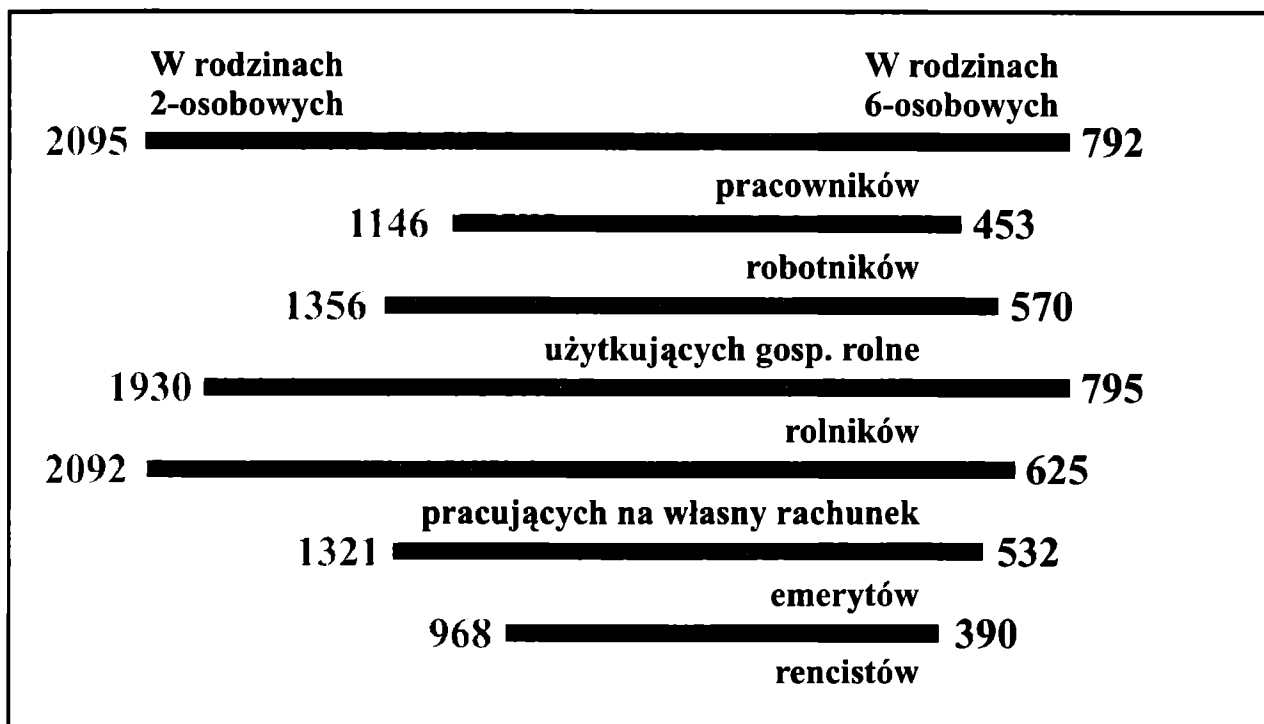 W rodzinach W rodzinach
2-osobowych 6-osobowych
2095 792
pracowników
1146 453
robotników
1356 570
użytkujących gosp. rolne
1930 795
rolników
2092 625
pracujących na własny rachunek
1321 532
emerytów
968 390
rencistów